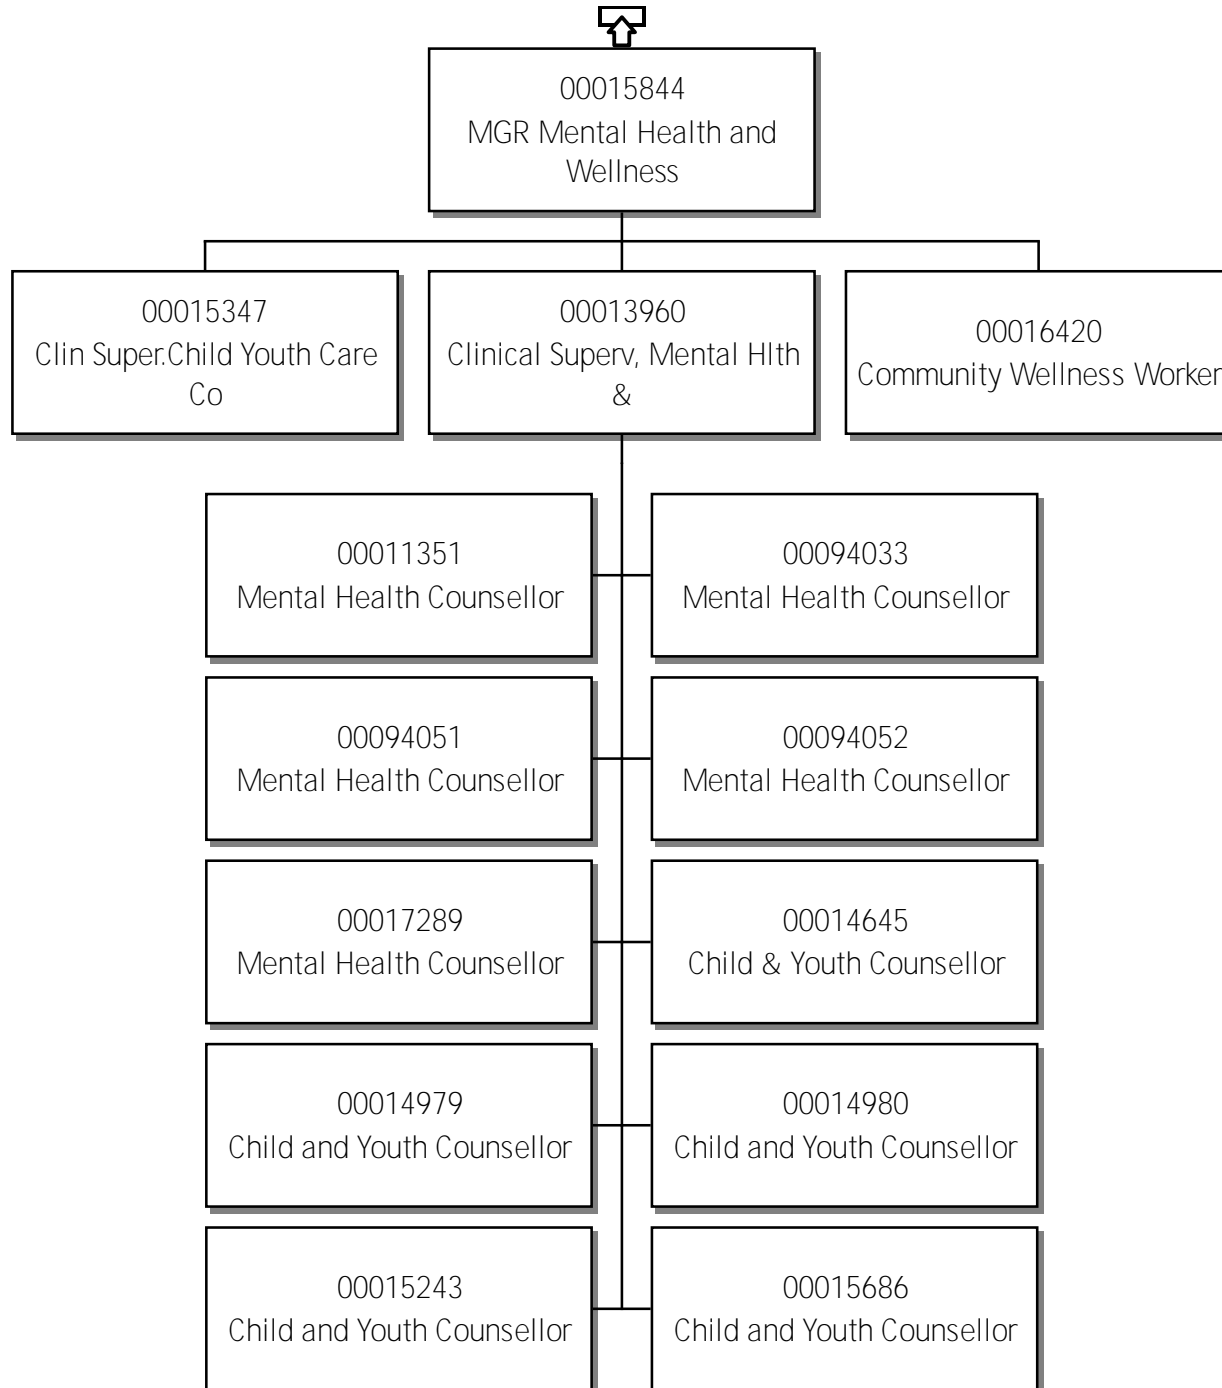 00015844
MGR Mental Health and
Wellness
00015347
Clin Super.Child Youth Care
Co
00013960
Clinical Superv, Mental Hlth
&
00016420
Community Wellness Worker
00011351
Mental Health Counsellor
00094033
Mental Health Counsellor
00094051
Mental Health Counsellor
00094052
Mental Health Counsellor
00017289
Mental Health Counsellor
00014645
Child & Youth Counsellor
00014979
Child and Youth Counsellor
00014980
Child and Youth Counsellor
00015243
Child and Youth Counsellor
00015686
Child and Youth Counsellor